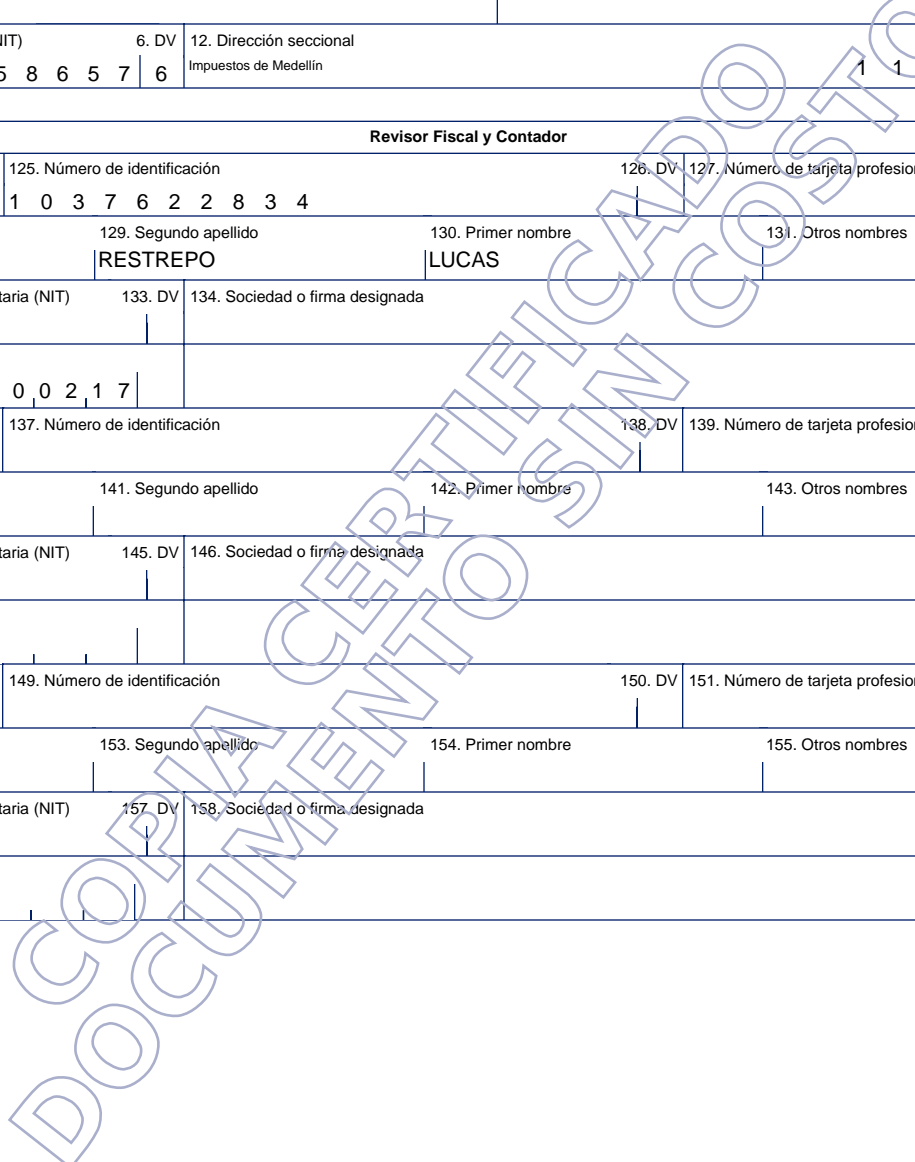 NIT) 6. DV 12. Dirección seccional
5 8 6 5 7 6 Impuestos de Medellín 1 1
Revisor Fiscal y Contador
125. Número de identificación 126. DV 127. Número de tarjeta profesion
1 0 3 7 6 2 2 8 3 4
129. Segundo apellido 130. Primer nombre 131. Otros nombres
RESTREPO LUCAS
taria (NIT) 133. DV 134. Sociedad o firma designada
0 0 2 1 7
137. Número de identificación 138. DV 139. Número de tarjeta profesion
141. Segundo apellido 142. Primer nombre 143. Otros nombres
taria (NIT) 145. DV 146. Sociedad o firma designada
149. Número de identificación 150. DV 151. Número de tarjeta profesion
153. Segundo apellido 154. Primer nombre 155. Otros nombres
taria (NIT) 157. DV 158. Sociedad o firma designada
COPIA CERTIFICADO
DOCUMENTO SIN COSTO